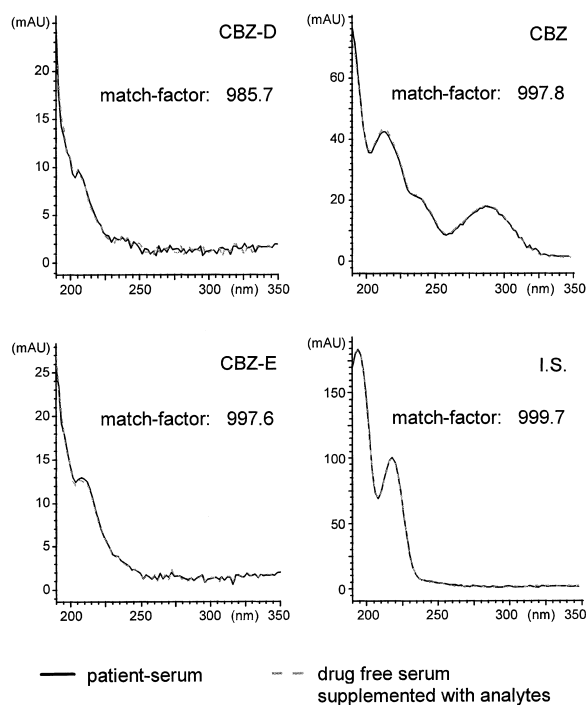 (mAU)
CBZ-D
match-factor: 985.7
25
20
15
10
5
0
200
250
300
(nm)
350
(mAU)
CBZ
match-factor: 997.8
60
40
20
0
200
250
300
(nm)
350
(mAU)
CBZ-E
match-factor: 997.6
25
20
15
10
5
0
200
250
300
(nm)
350
(mAU)
I.S.
match-factor: 999.7
150
100
50
0
200
250
300
(nm)
350
patient-serum
drug free serum
supplemented with analytes